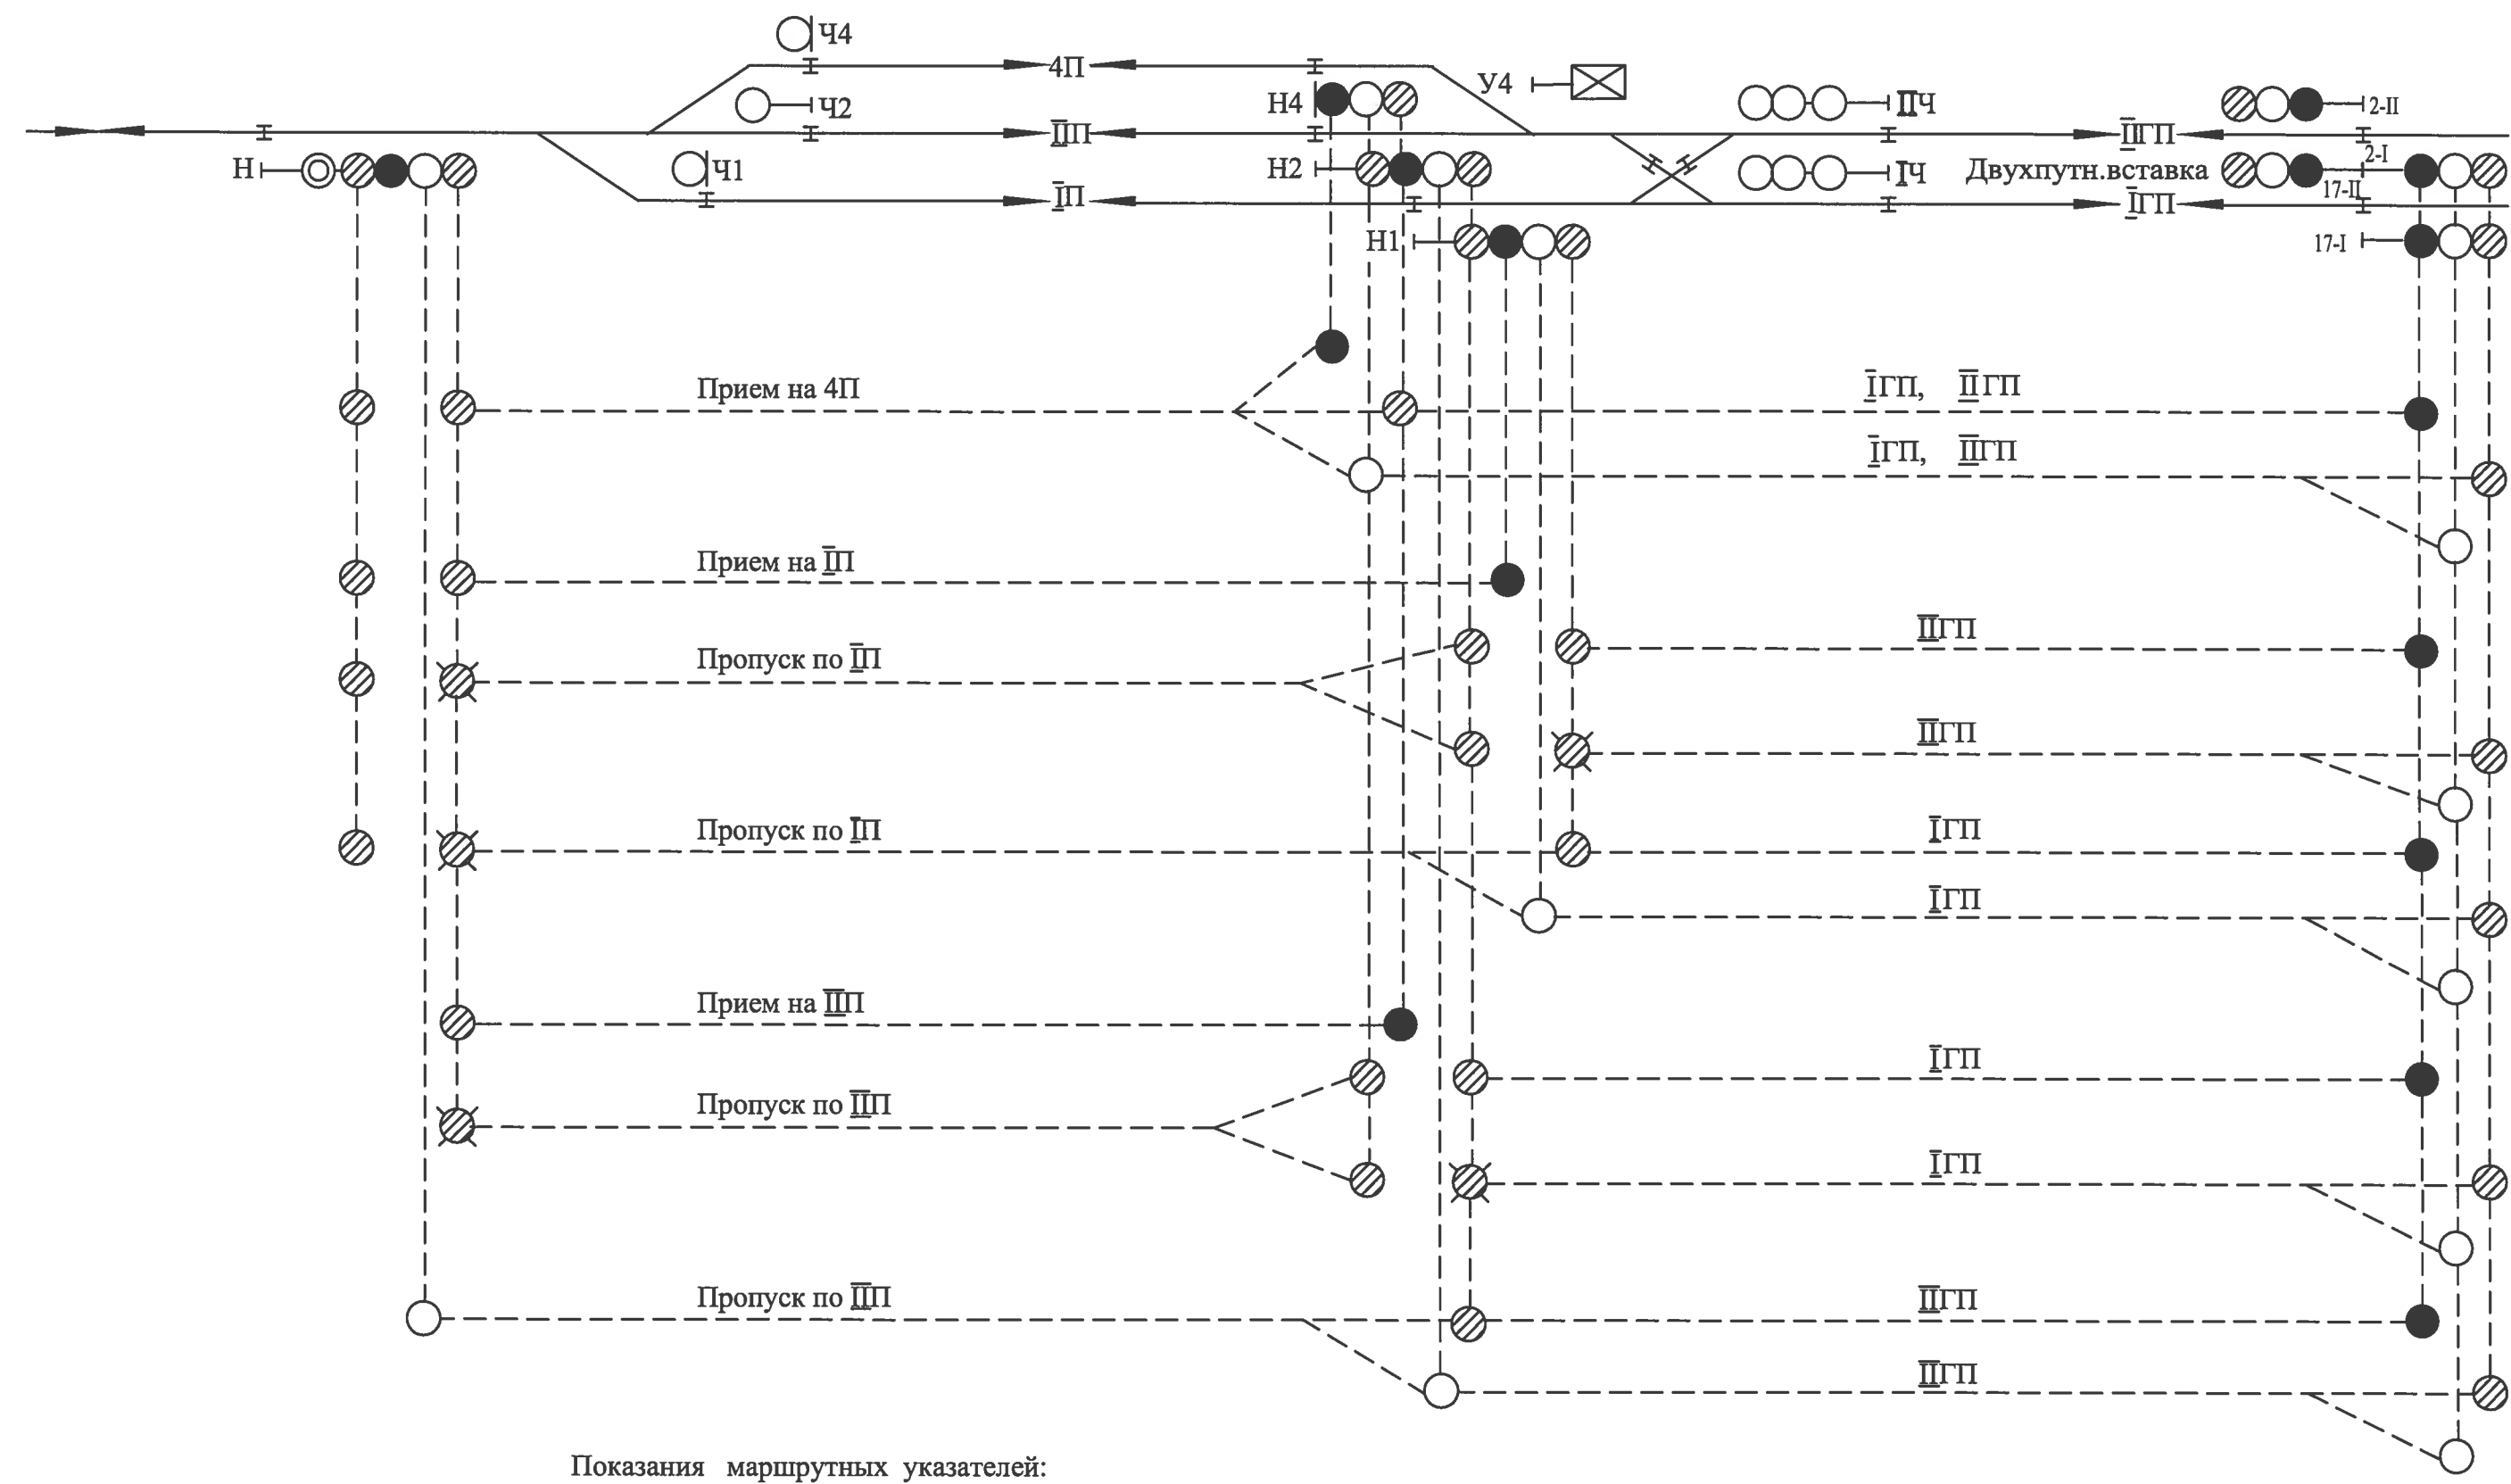 Ч4
4П
У4
Ч2
Н4
IIЧ
2-II
IIП
IIГП
Н
Ч1
Н2
IЧ
Двухпутн.вставка
2-I
17-II
IП
IГП
Н1
17-I
Прием на 4П
IГП, IIГП
IГП, IIГП
Прием на IП
IIГП
Пропуск по IП
IIГП
Пропуск по IП
IГП
IГП
Прием на IIП
IГП
Пропуск по IIП
IГП
Пропуск по IIП
IIГП
IIГП
Показания маршрутных указателей: